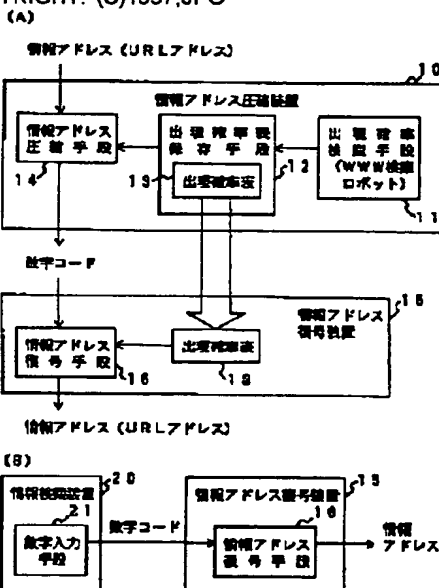 (C)1997,JPO
(A)
情報アドレス(URLアドレス)
10
情報アドレス圧縮装置
情報アドレス
圧縮手段
14
出現確率表
保存手段
13
出現確率表
12
出現確率
検査手段
(WWW検索
ロボット)
11
数字コード
15
情報アドレス
復号装置
情報アドレス
復号手段
16
出現確率表
情報アドレス(URLアドレス)
(B)
20
情報検索装置
21
数字入力
手段
数字コード
15
情報アドレス復号装置
16
情報アドレス
復号手段
情報
アドレス